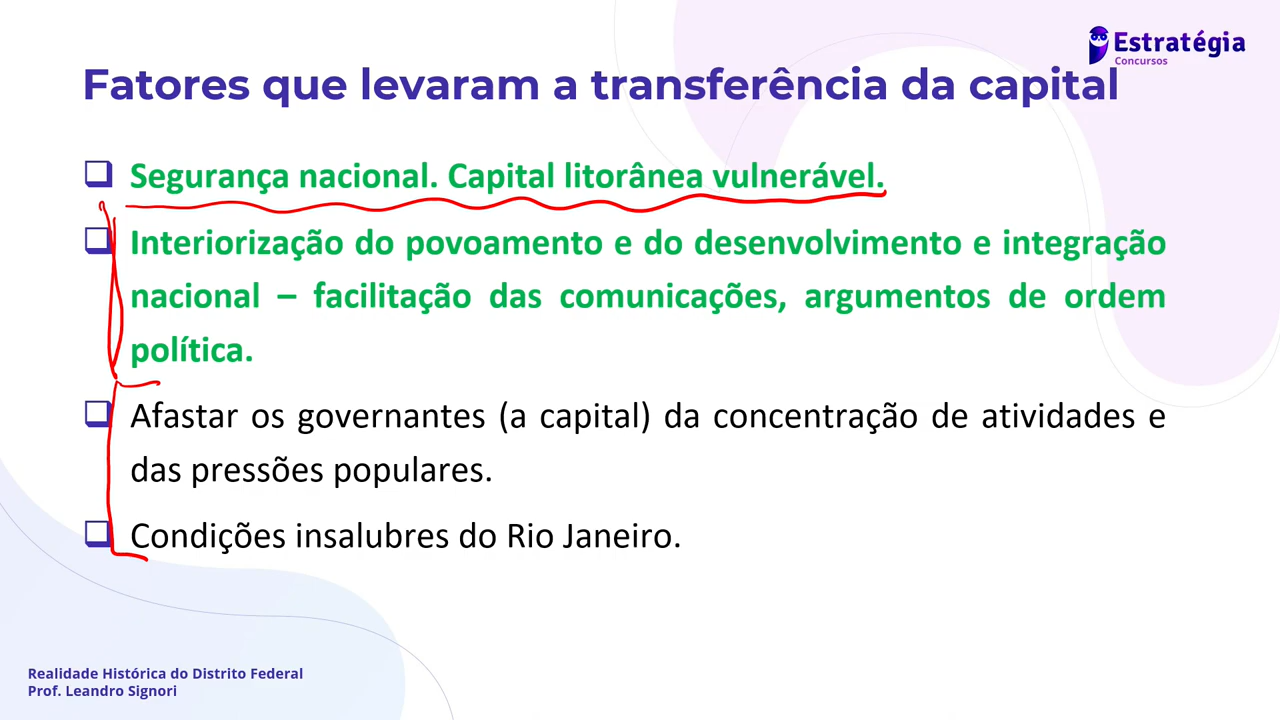 Estratégia
Concursos
Fatores que levaram a transferência da capital
Segurança nacional. Capital litorânea vulnerável.
Interiorização do povoamento e do desenvolvimento e integração
nacional – facilitação das comunicações, argumentos de ordem
política.
Afastar os governantes (a capital) da concentração de atividades e
das pressões populares.
Condições insalubres do Rio Janeiro.
Realidade Histórica do Distrito Federal
Prof. Leandro Signori